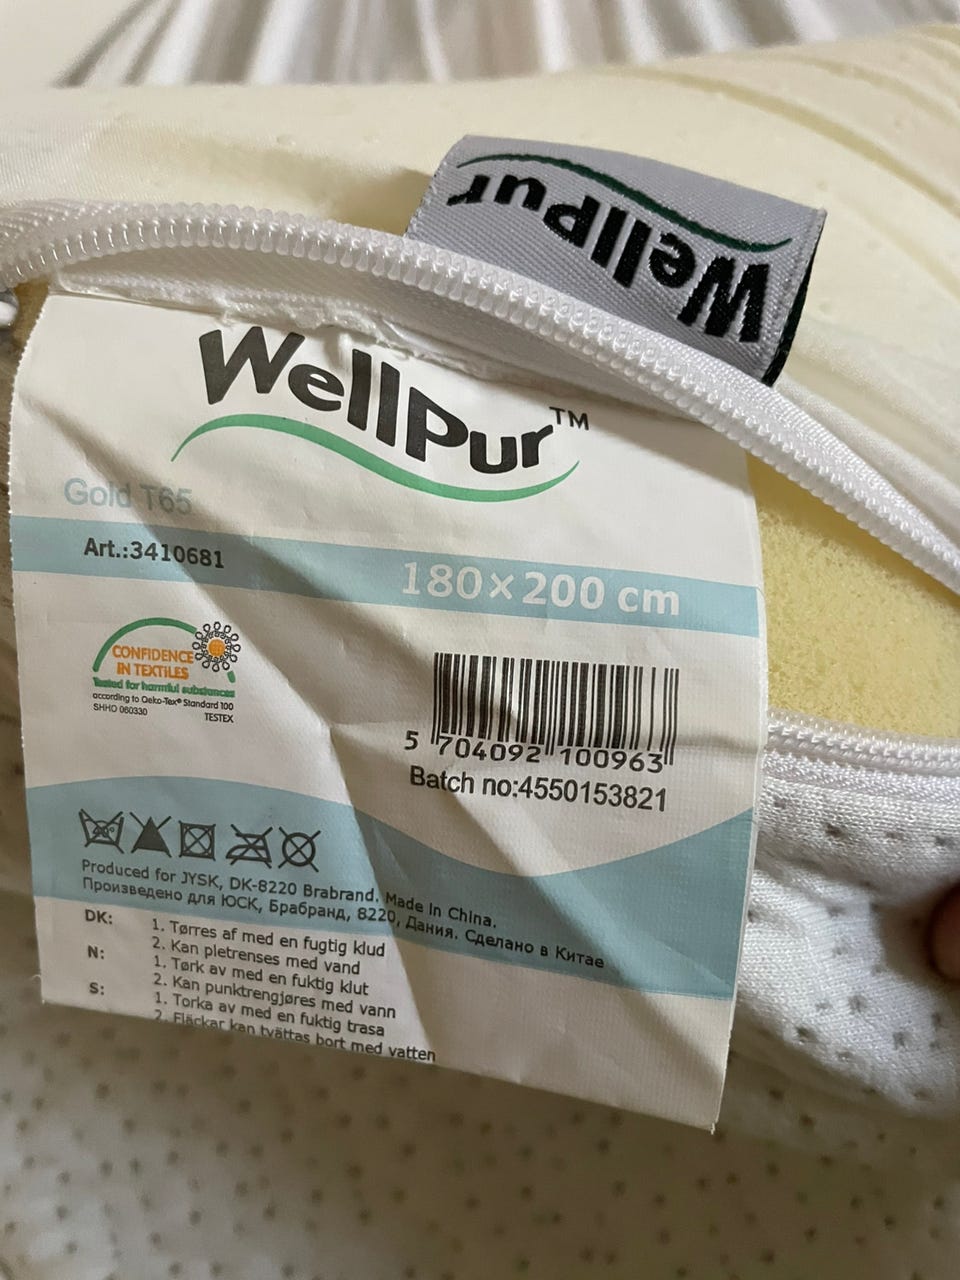 WellPur
WellPur™
Gold T65
Art.:3410681
180×200 cm
CONFIDENCE
IN TEXTILES
Tested for harmful substances
according to Oeko-Tex® Standard 100
SHHO 060330
TESTEX
5 704092 100963
Batch no:4550153821
Produced for JYSK, DK-8220 Brabrand. Made in China.
Произведено для ЮСК, Брабранд, 8220, Дания. Сделано в Китае
DK: 1. Tørres af med en fugtig klud
2. Kan pletrenses med vand
N: 1. Tørk av med en fuktig klut
2. Kan punktrengjøres med vann
S: 1. Torka av med en fuktig trasa
2. Fläckar kan tvättas bort med vatten